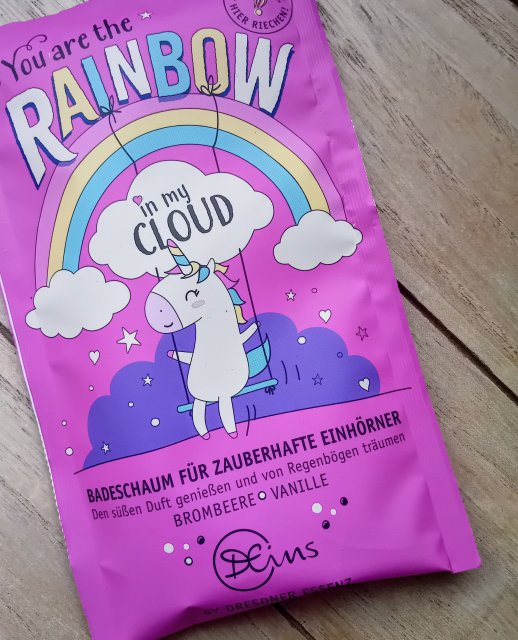 HIER RIECHEN!
You are the
RAINBOW
in my
CLOUD
BADESCHAUM FÜR ZAUBERHAFTE EINHÖRNER
Den süßen Duft genießen und von Regenbögen träumen
BROMBEERE VANILLE
DEins
BY DRESDNER ESSENZ